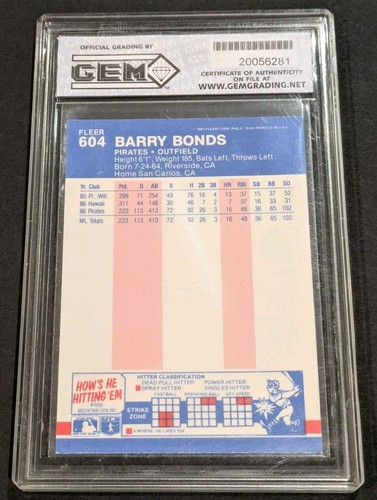 OFFICIAL GRADING BY
GEM
20056281
CERTIFICATE OF AUTHENTICITY
ON FILE AT
WWW.GEMGRADING.NET
FLEER
604 BARRY BONDS
PIRATES • OUTFIELD
Height 6'1", Weight 185, Bats Left, Throws Left
Born 7-24-64, Riverside, CA
Home San Carlos, CA
Yr. Club Pct. G AB R H 2B 3B HR RBI SB BB SO
85 Pr. Wil. .299 71 254 49 76 16 4 13 37 15 37 52
86 Hawaii .311 44 148 30 46 7 2 7 37 16 33 31
86 Pirates .223 113 413 72 92 26 3 16 48 36 65 102
ML Totals .223 113 413 72 92 26 3 16 48 36 65 102
HOW'S HE
HITTING 'EM
HITTER CLASSIFICATION
DEAD PULL HITTER POWER HITTER
SPRAY HITTER SINGLES HITTER
FASTBALL BREAKING BALL OFF-SPEED
STRIKE
ZONE
= WHERE 'HE LIKES 'EM'